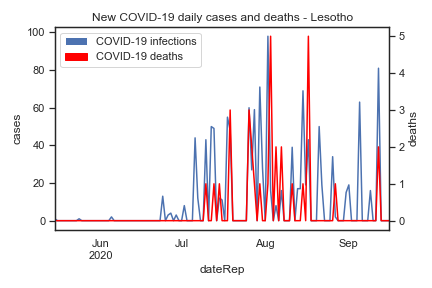 New COVID-19 daily cases and deaths - Lesotho
COVID-19 infections
COVID-19 deaths
100
80
60
40
20
0
cases
5
4
3
2
1
0
deaths
Jun
2020
Jul
Aug
Sep
dateRep